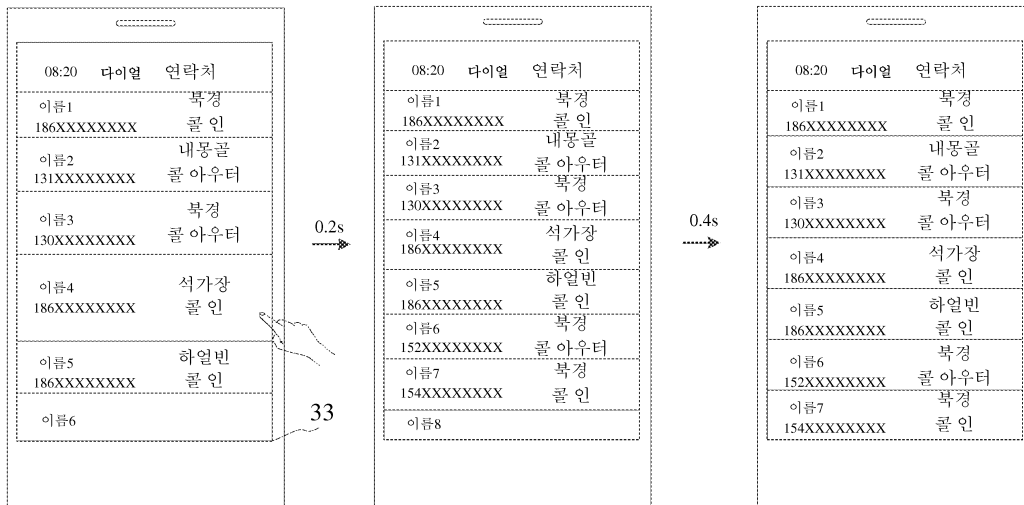 08:20 다이얼 연락처
이름1 북경
186XXXXXXXX 콜 인
이름2 내몽골
131XXXXXXXX 콜 아우터
이름3 북경
130XXXXXXXX 콜 아우터
이름4 석가장
186XXXXXXXX 콜 인
이름5 하얼빈
186XXXXXXXX 콜 인
이름6
33
0.2s
08:20 다이얼 연락처
이름1 북경
186XXXXXXXX 콜 인
이름2 내몽골
131XXXXXXXX 콜 아우터
이름3 북경
130XXXXXXXX 콜 아우터
이름4 석가장
186XXXXXXXX 콜 인
이름5 하얼빈
186XXXXXXXX 콜 인
이름6 북경
152XXXXXXXX 콜 아우터
이름7 북경
154XXXXXXXX 콜 인
이름8
0.4s
08:20 다이얼 연락처
이름1 북경
186XXXXXXXX 콜 인
이름2 내몽골
131XXXXXXXX 콜 아우터
이름3 북경
130XXXXXXXX 콜 아우터
이름4 석가장
186XXXXXXXX 콜 인
이름5 하얼빈
186XXXXXXXX 콜 인
이름6 북경
152XXXXXXXX 콜 아우터
이름7 북경
154XXXXXXXX 콜 인